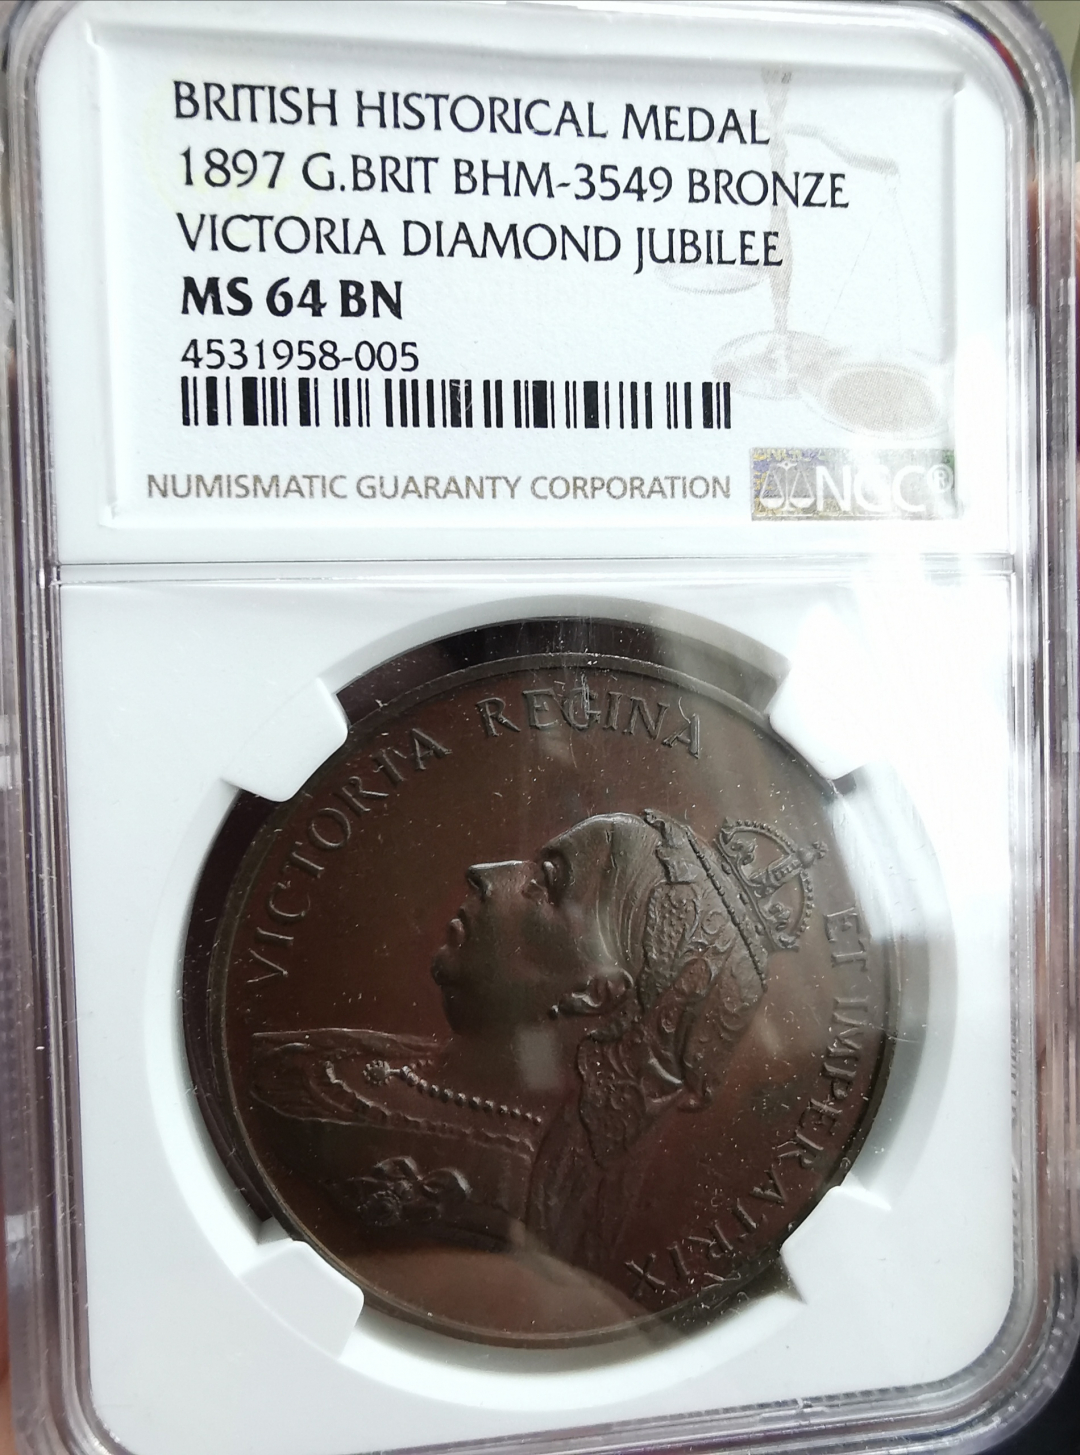 BRITISH HISTORICAL MEDAL
1897 G.BRIT BHM-3549 BRONZE
VICTORIA DIAMOND JUBILEE
MS 64 BN
4531958-005
NUMISMATIC GUARANTY CORPORATION
NGC®
VICTORIA REGINA ET IMPERATRIX